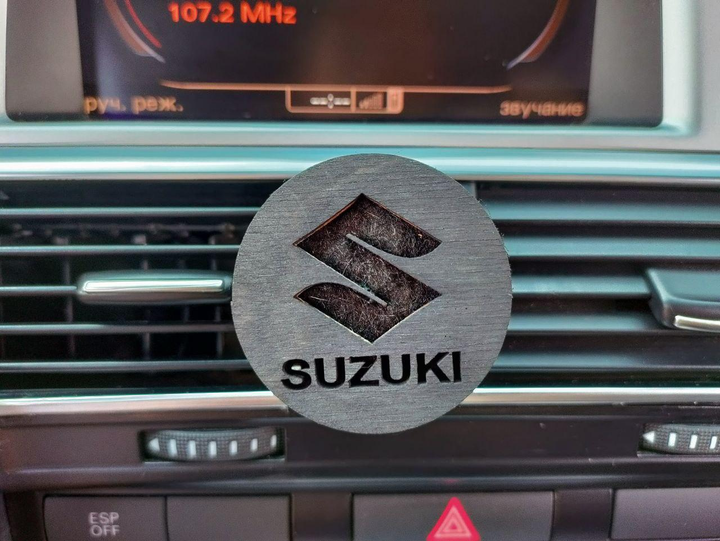 107.2 MHz
руч. реж.
звучание
SUZUKI
ESP
OFF